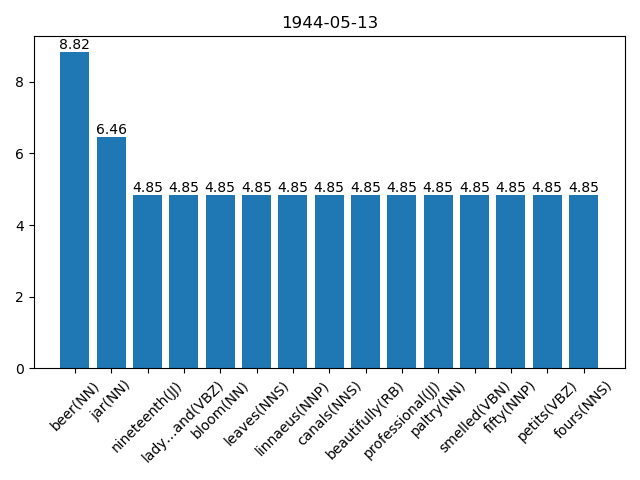 1944-05-13
8.82
6.46
4.85 4.85 4.85 4.85 4.85 4.85 4.85 4.85 4.85 4.85 4.85 4.85 4.85
8
6
4
2
0
beer(NN)
jar(NN)
nineteenth(JJ)
lady...and(VBZ)
bloom(NN)
leaves(NNS)
linnaeus(NNP)
canals(NNS)
beautifully(RB)
professional(JJ)
paltry(NN)
smelled(VBN)
fifty(NNP)
petits(VBZ)
fours(NNS)